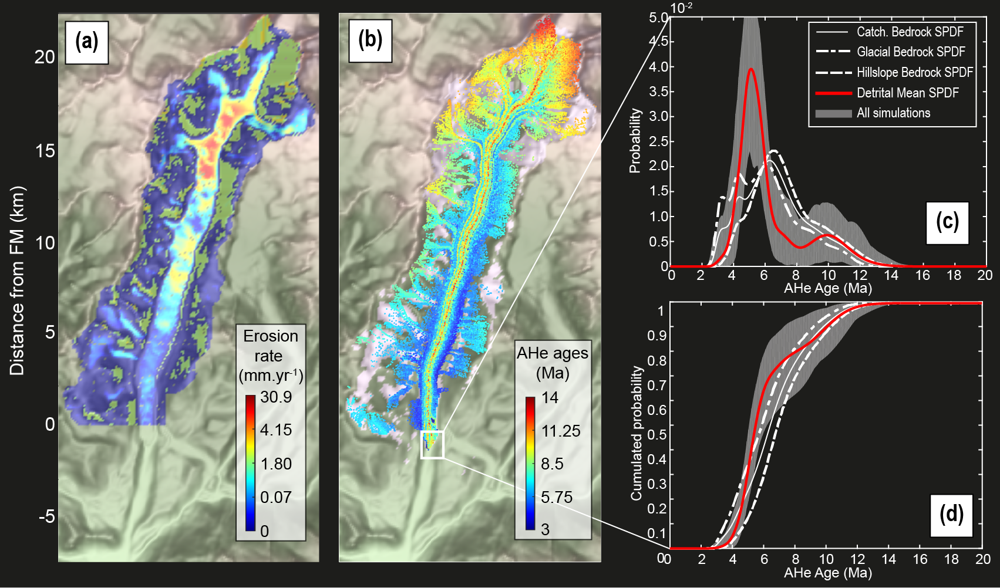 (a)
20
15
10
5
0
-5
Distance from FM (km)
Erosion
rate
(mm.yr-1)
30.9
4.15
1.80
0.07
0
(b)
AHe ages
(Ma)
14
11.25
8.5
5.75
3
10-2
5.0
4.5
4.0
3.5
3.0
2.5
2.0
1.5
1.0
0.5
0
Probability
Catch. Bedrock SPDF
Glacial Bedrock SPDF
Hillslope Bedrock SPDF
Detrital Mean SPDF
All simulations
(c)
0 2 4 6 8 10 12 14 16 18 20
AHe Age (Ma)
1
0.9
0.8
0.7
0.6
0.5
0.4
0.3
0.2
0.1
0
Cumulated probability
(d)
0 2 4 6 8 10 12 14 16 18 20
AHe Age (Ma)